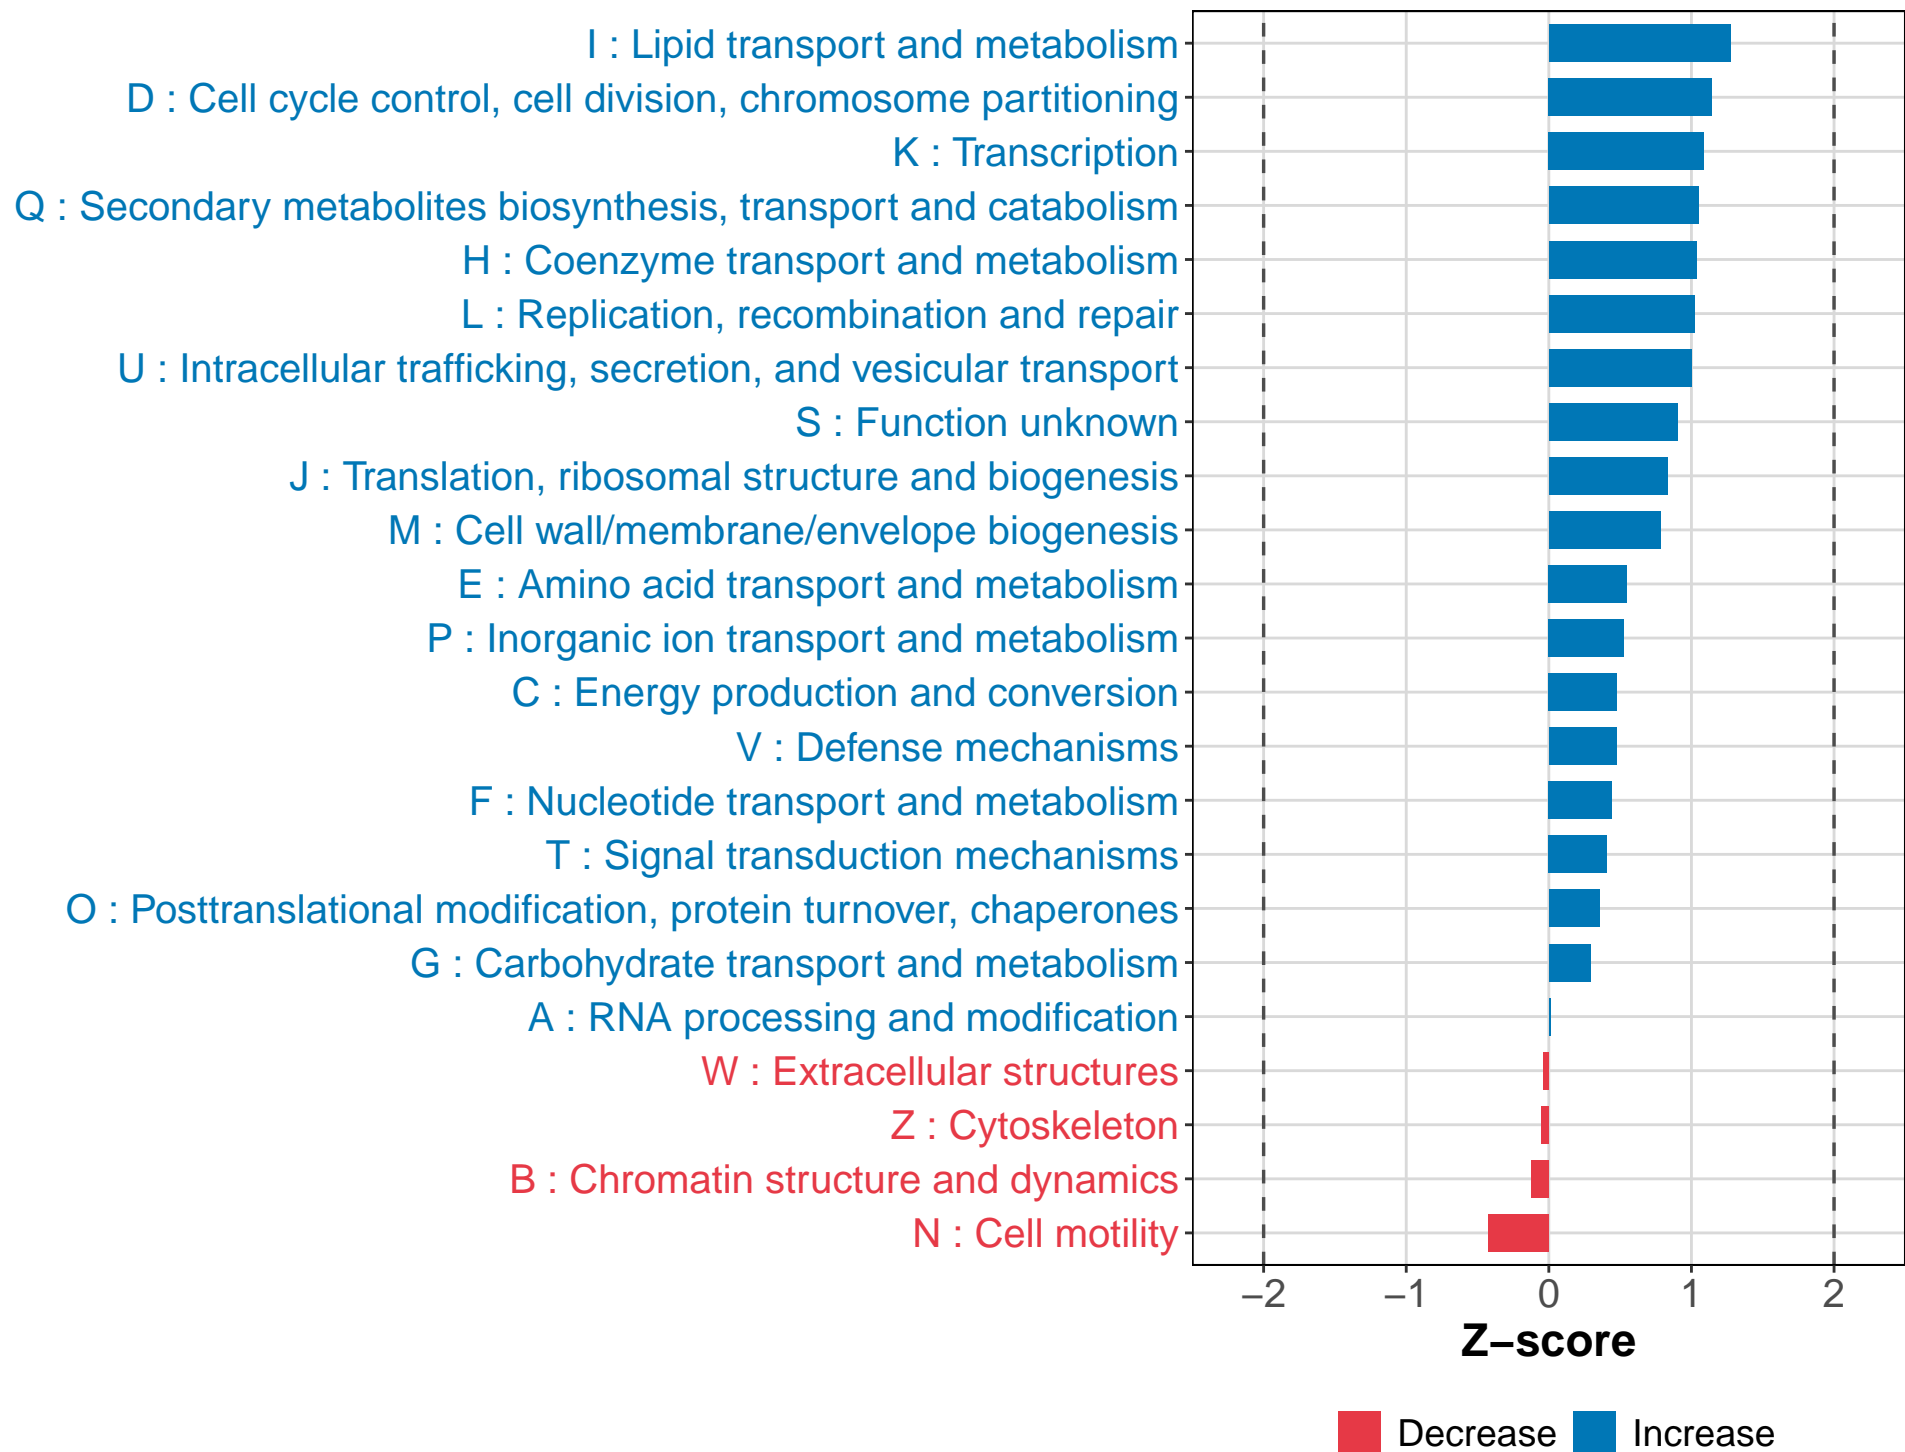 I : Lipid transport and metabolism
D : Cell cycle control, cell division, chromosome partitioning
K : Transcription
Q : Secondary metabolites biosynthesis, transport and catabolism
H : Coenzyme transport and metabolism
L : Replication, recombination and repair
U : Intracellular trafficking, secretion, and vesicular transport
S : Function unknown
J : Translation, ribosomal structure and biogenesis
M : Cell wall/membrane/envelope biogenesis
E : Amino acid transport and metabolism
P : Inorganic ion transport and metabolism
C : Energy production and conversion
V : Defense mechanisms
F : Nucleotide transport and metabolism
T : Signal transduction mechanisms
O : Posttranslational modification, protein turnover, chaperones
G : Carbohydrate transport and metabolism
A : RNA processing and modification
W : Extracellular structures
Z : Cytoskeleton
B : Chromatin structure and dynamics
N : Cell motility
−2 −1 0 1 2
Z−score
Decrease Increase